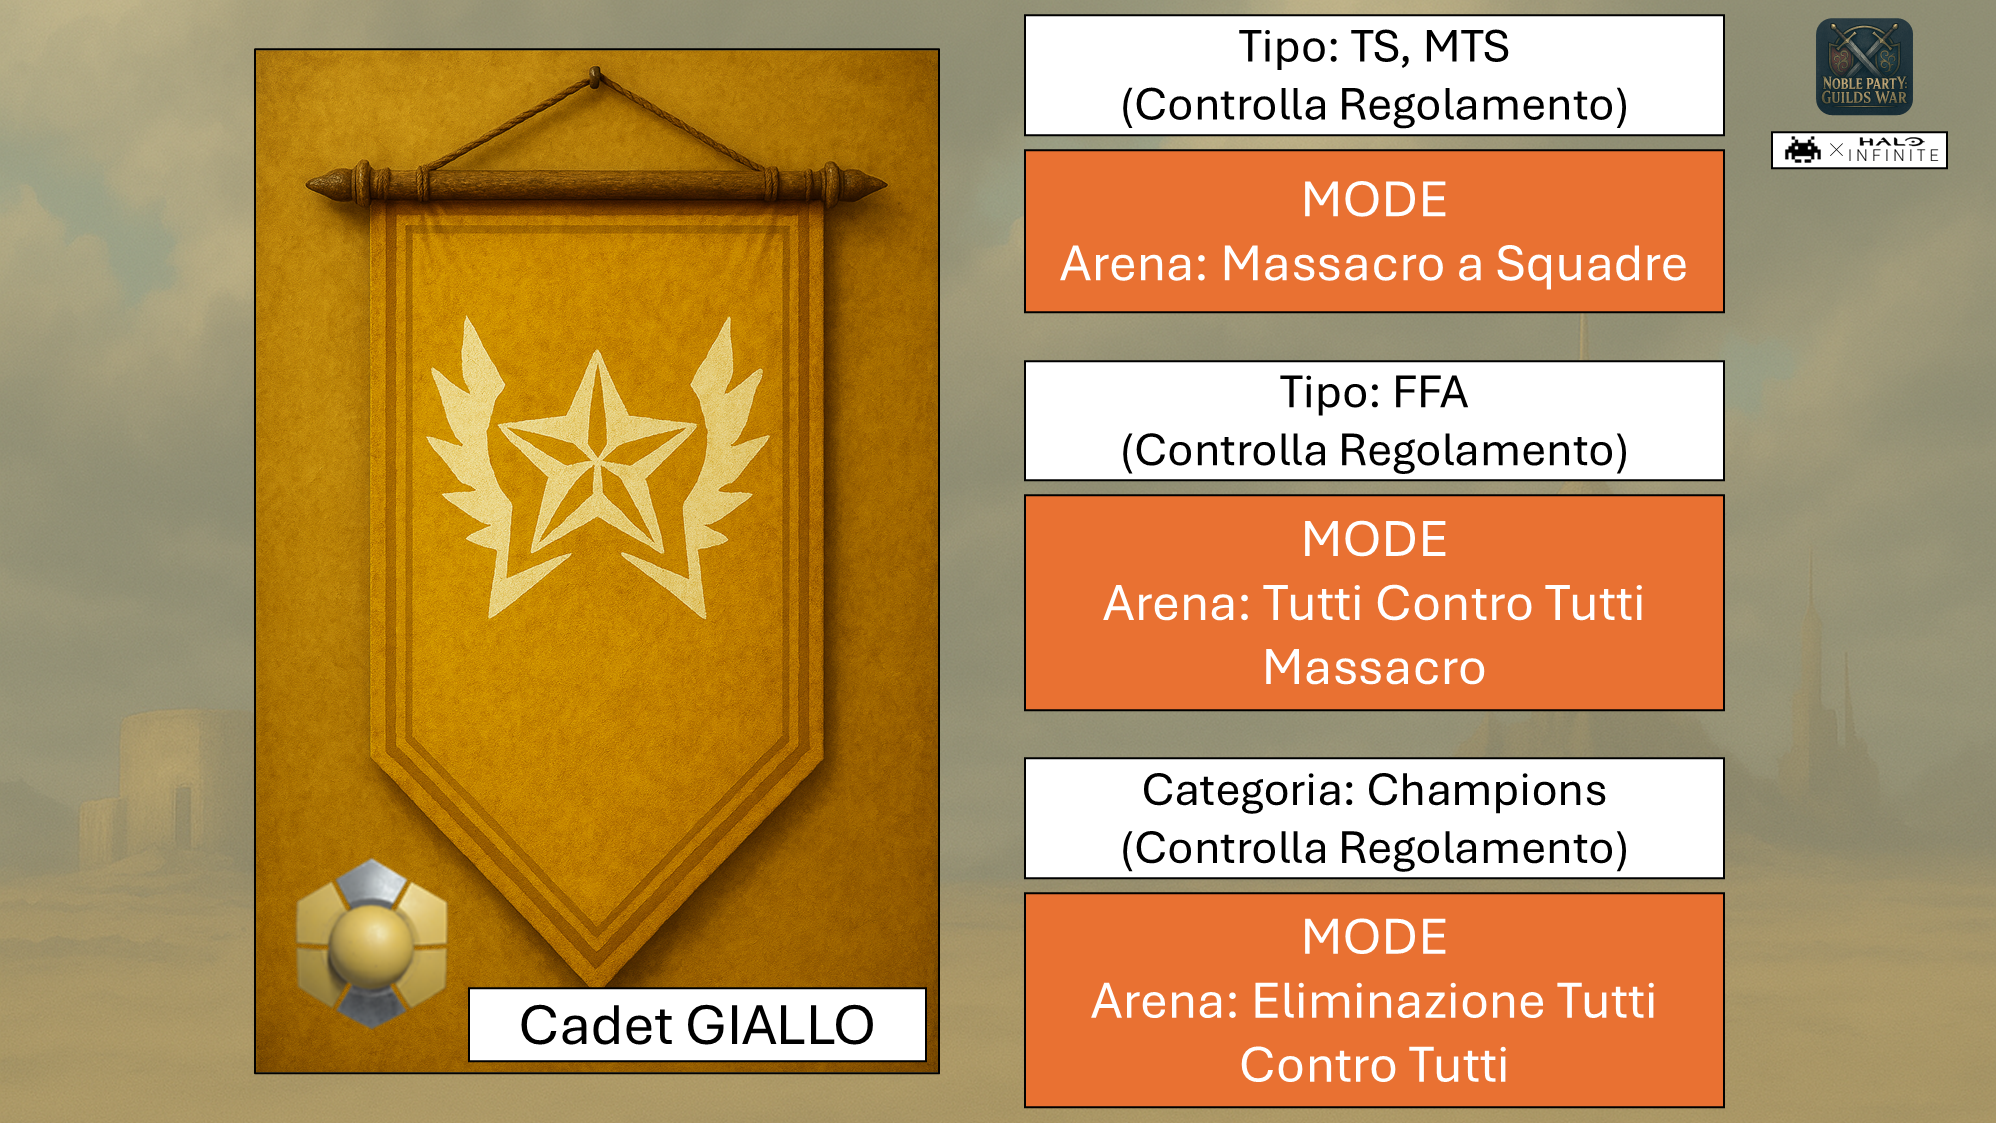 Tipo: TS, MTS
(Controlla Regolamento)
MODE
Arena: Massacro a Squadre
Tipo: FFA
(Controlla Regolamento)
MODE
Arena: Tutti Contro Tutti
Massacro
Categoria: Champions
(Controlla Regolamento)
MODE
Arena: Eliminazione Tutti
Contro Tutti
Cadet GIALLO
NOBLE PARTY:
GUILDS WAR
× HALO
INFINITE